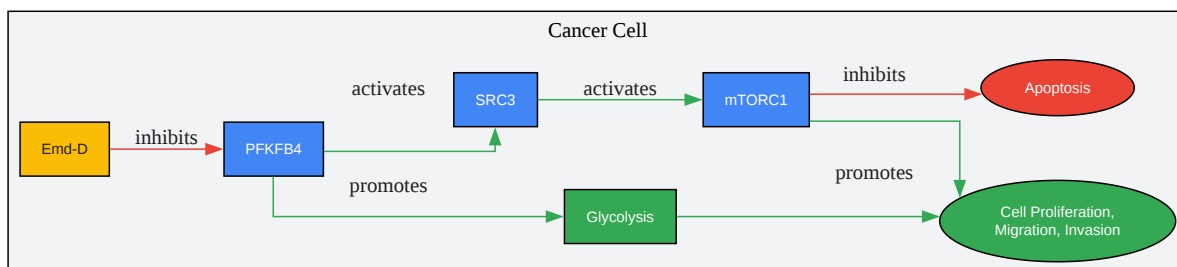 Cancer Cell
Emd-D
inhibits
PFKFB4
activates
SRC3
activates
mTORC1
inhibits
Apoptosis
promotes
Glycolysis
promotes
Cell Proliferation,
Migration, Invasion